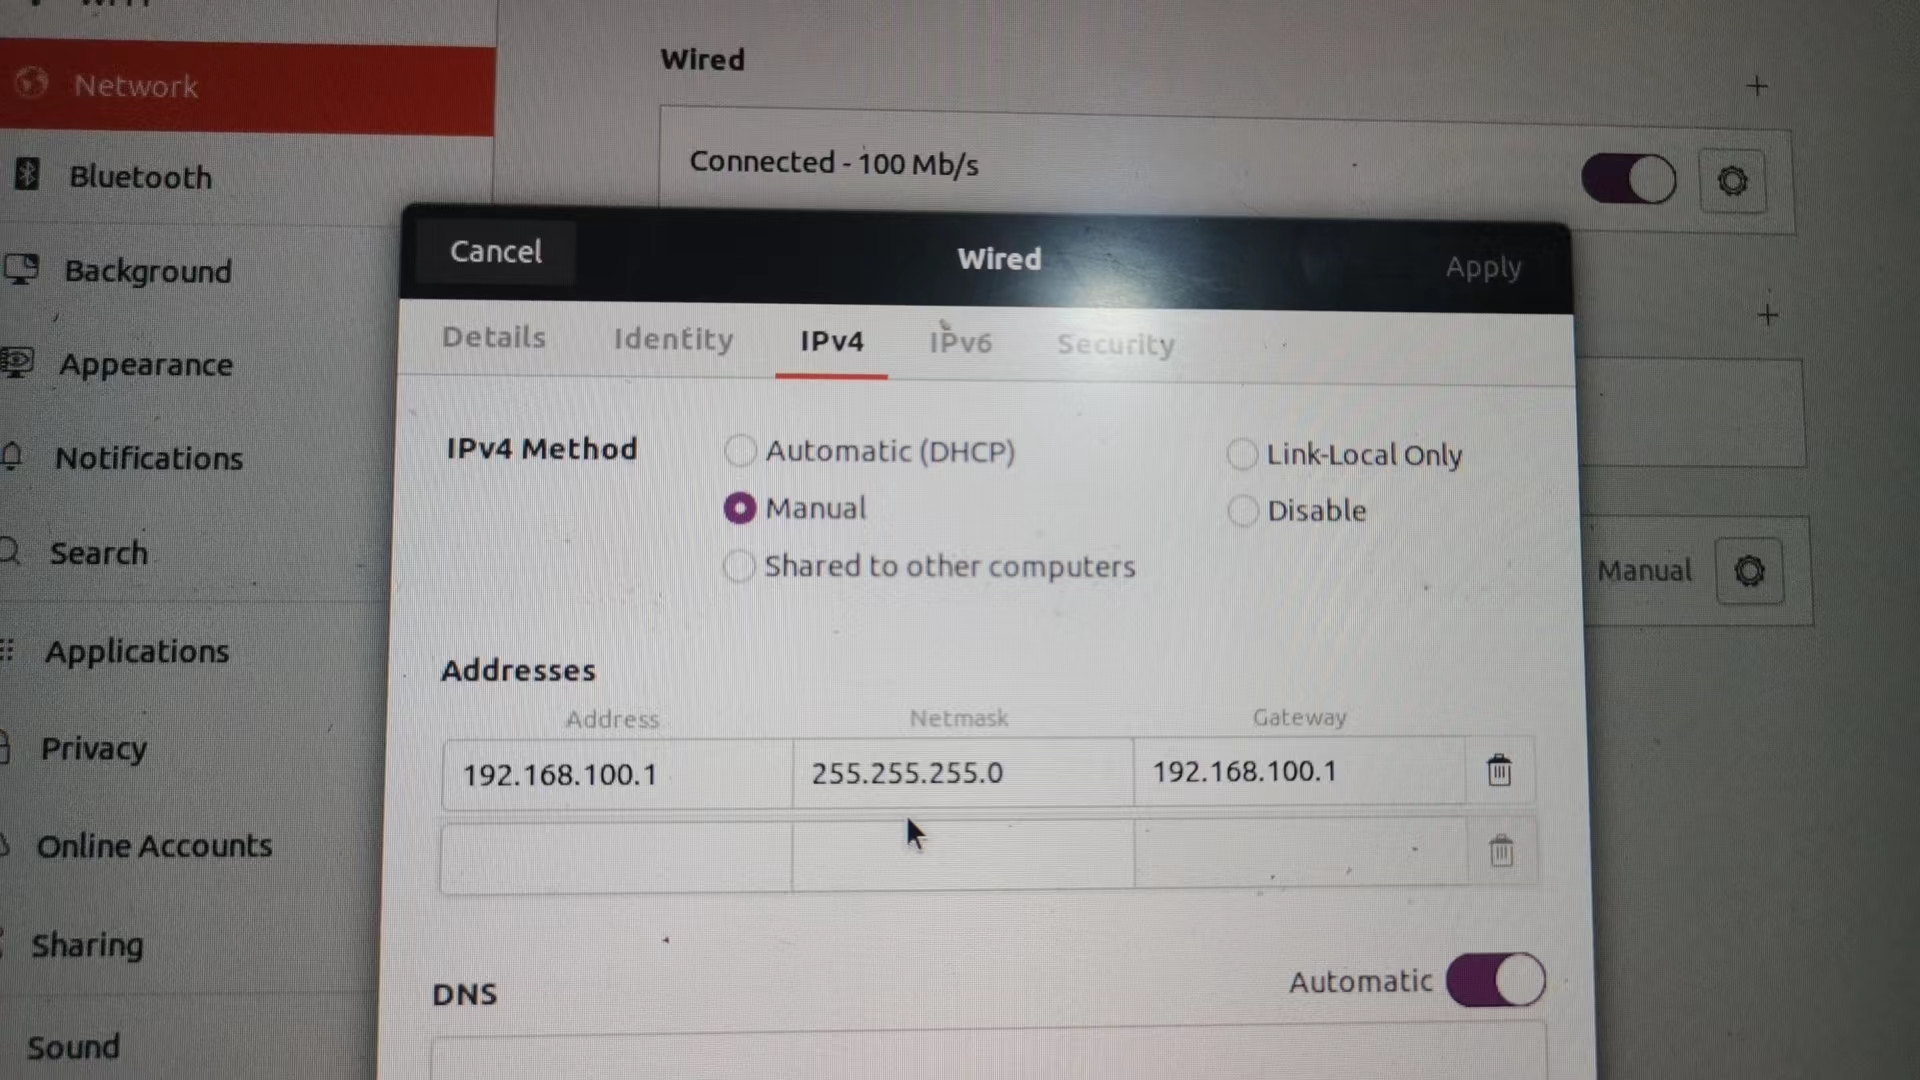 Wired
Network
Connected - 100 Mb/s
Bluetooth
Cancel
Wired
Apply
Background
Details
Identity
IPv4
IPv6
Security
Appearance
IPv4 Method
Automatic (DHCP)
Link-Local Only
Notifications
Manual
Disable
Search
Shared to other computers
Manual
Applications
Addresses
Address
Netmask
Gateway
Privacy
192.168.100.1
255.255.255.0
192.168.100.1
Online Accounts
Sharing
DNS
Automatic
Sound